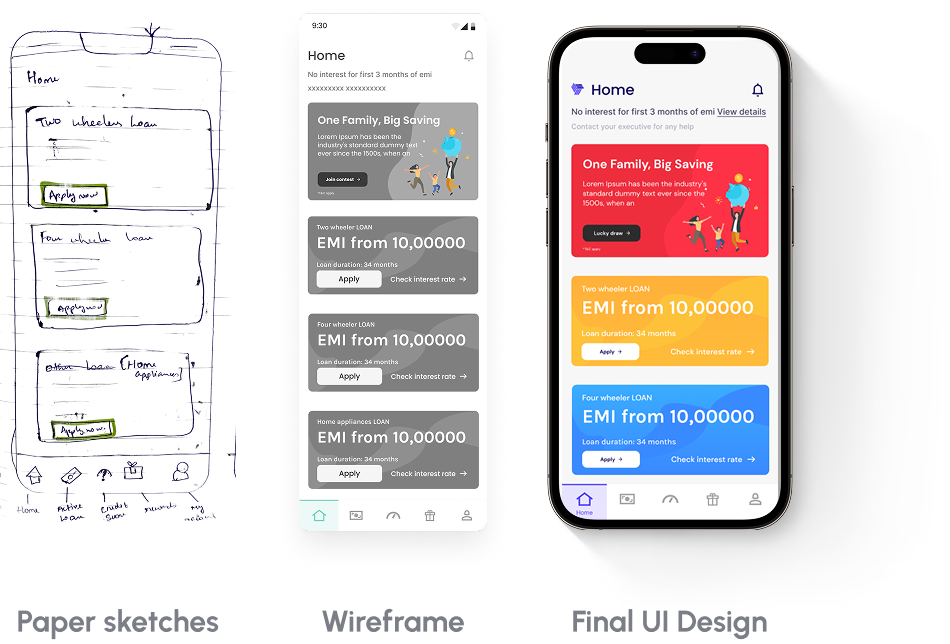 Home
Two wheelers Loan
Apply now
Four wheeler loan
Apply now
other loan [Home
appliances]
Apply now.
Home
Active
loan
Credit
Score
rewards
My
account
Paper sketches
9:30
Home
No interest for first 3 months of emi
xxxxxxxxx xxxxxxxxxx
One Family, Big Saving
Lorem Ipsum has been the
industry's standard dummy text
ever since the 1500s, when an
Join contest →
*T&C apply
Two wheeler LOAN
EMI from 10,00000
Loan duration: 34 months
Apply
Check interest rate →
Four wheeler LOAN
EMI from 10,00000
Loan duration: 34 months
Apply
Check interest rate →
Home appliances LOAN
EMI from 10,00000
Loan duration: 34 months
Apply
Check interest rate →
Wireframe
Home
No interest for first 3 months of emi View details
Contact your executive for any help
One Family, Big Saving
Lorem Ipsum has been the industry's
standard dummy text ever since the
1500s, when an
Lucky draw →
*T&C apply
Two wheeler LOAN
EMI from 10,00000
Loan duration: 34 months
Apply →
Check interest rate →
Four wheeler LOAN
EMI from 10,00000
Loan duration: 34 months
Apply →
Check interest rate →
Home
Final UI Design